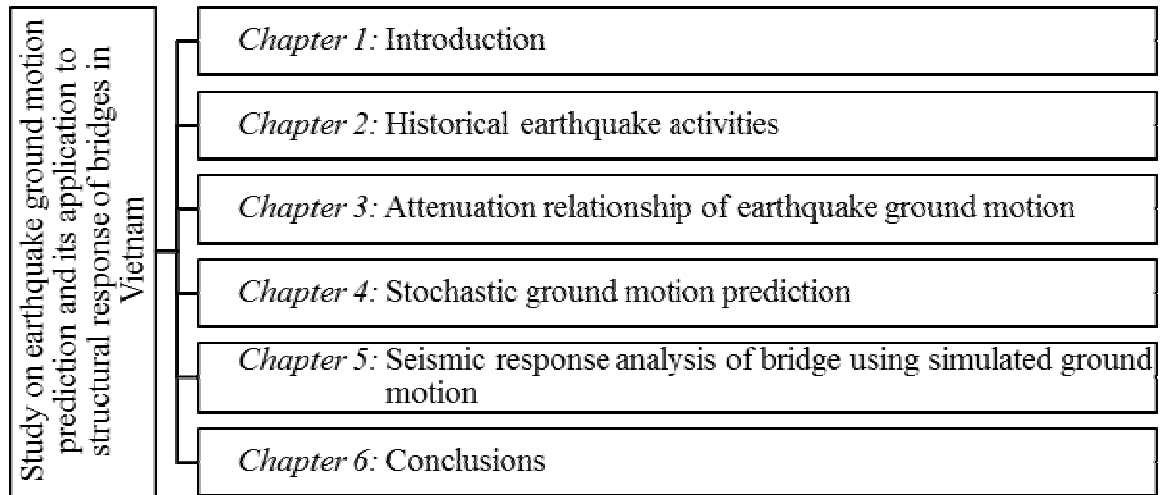 Study on earthquake ground motion
prediction and its application to
structural response of bridges in
Vietnam
Chapter 1: Introduction
Chapter 2: Historical earthquake activities
Chapter 3: Attenuation relationship of earthquake ground motion
Chapter 4: Stochastic ground motion prediction
Chapter 5: Seismic response analysis of bridge using simulated ground
motion
Chapter 6: Conclusions